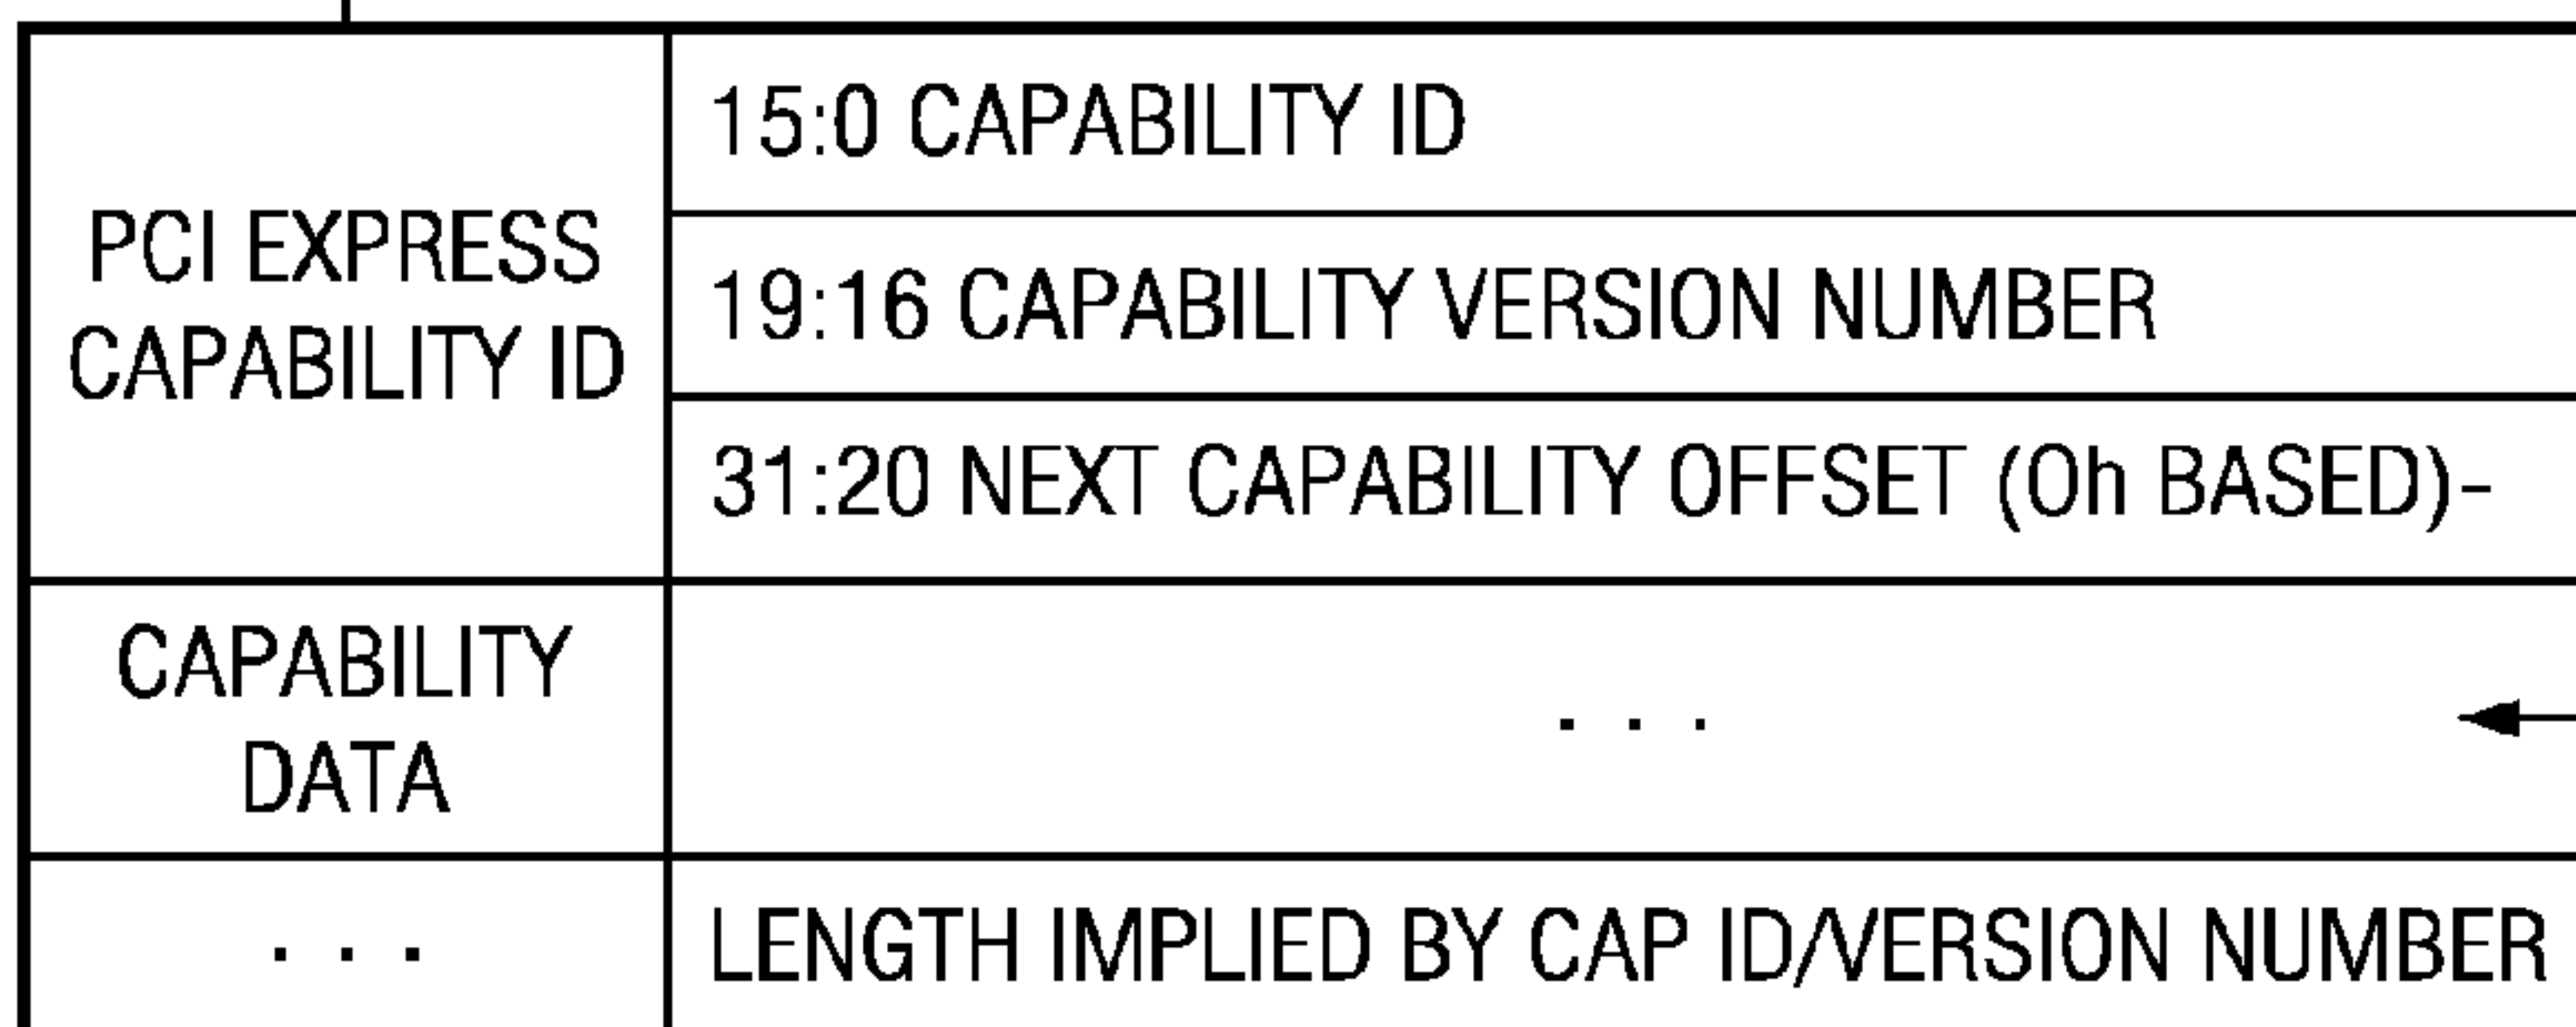 PCI EXPRESS
CAPABILITY ID
15:0 CAPABILITY ID
19:16 CAPABILITY VERSION NUMBER
31:20 NEXT CAPABILITY OFFSET (Oh BASED)-
CAPABILITY
DATA
. . .
. . .
LENGTH IMPLIED BY CAP ID/VERSION NUMBER